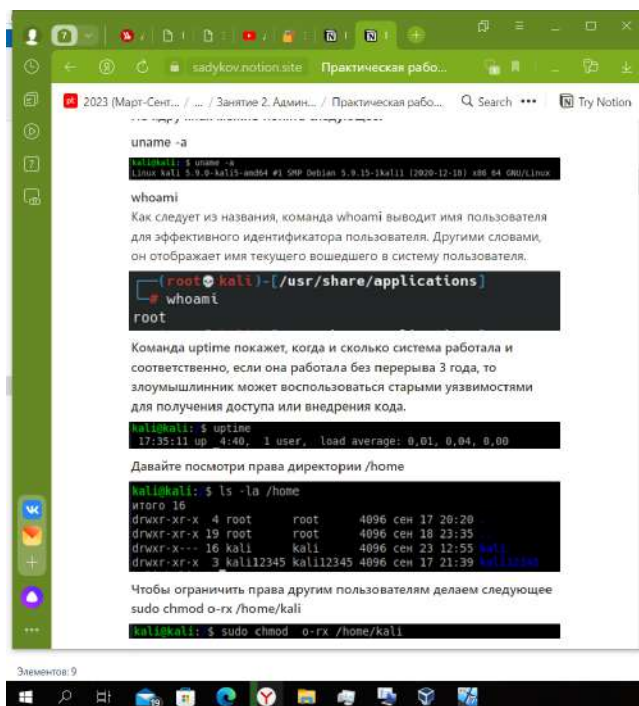 7
sadykov.notion.site Практическая рабо...
2023 (Март-Сент... / ... / Занятие 2. Админ... / Практическая рабо... Search ••• Try Notion
uname -a
kali@kali: $ uname -a
Linux kali 5.9.0-kali5-amd64 #1 SMP Debian 5.9.15-1kali1 (2020-12-18) x86_64 GNU/Linux
whoami
Как следует из названия, команда whoami выводит имя пользователя
для эффективного идентификатора пользователя. Другими словами,
он отображает имя текущего вошедшего в систему пользователя.
(root💀kali)-[/usr/share/applications]
# whoami
root
Команда uptime покажет, когда и сколько система работала и
соответственно, если она работала без перерыва 3 года, то
злоумышлинник может воспользоваться старыми уязвимостями
для получения доступа или внедрения кода.
kali@kali: $ uptime
17:35:11 up 4:40, 1 user, load average: 0,01, 0,04, 0,00
Давайте посмотри права директории /home
kali@kali: $ ls -la /home
итого 16
drwxr-xr-x 4 root root 4096 сен 17 20:20 .
drwxr-xr-x 19 root root 4096 сен 18 23:35 ..
drwxr-x--- 16 kali kali 4096 сен 23 12:55 kali
drwxr-xr-x 3 kali12345 kali12345 4096 сен 17 21:39 kali12345
Чтобы ограничить права другим пользователям делаем следующее
sudo chmod o-rx /home/kali
kali@kali: $ sudo chmod o-rx /home/kali
Элементов: 9
19